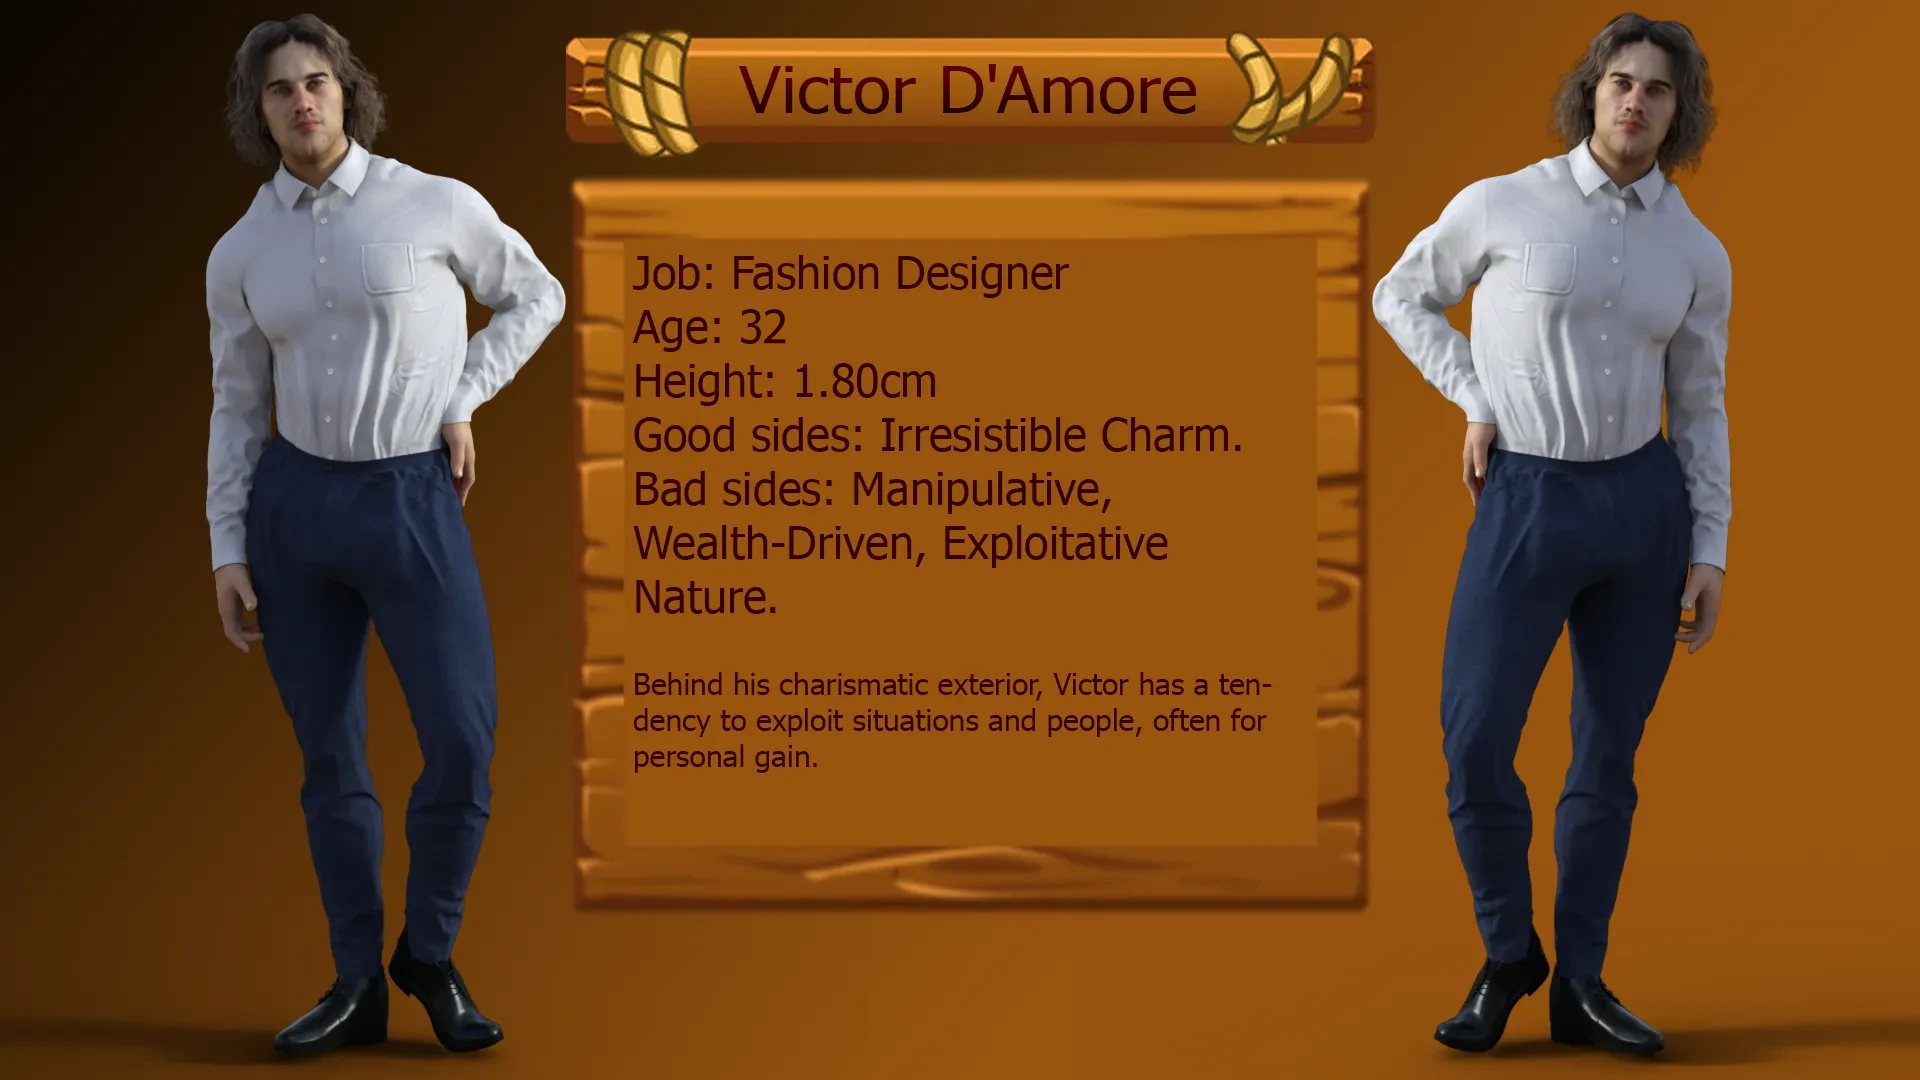 Victor D'Amore
Job: Fashion Designer
Age: 32
Height: 1.80cm
Good sides: Irresistible Charm.
Bad sides: Manipulative,
Wealth-Driven, Exploitative
Nature.
Behind his charismatic exterior, Victor has a ten-
dency to exploit situations and people, often for
personal gain.